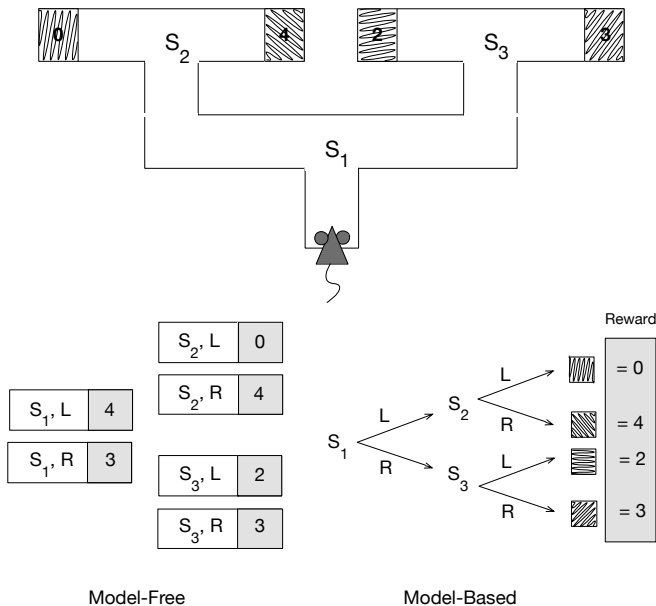 0 S₂ 4 2 S₃ 3
S₁
Reward
S₂, L 0
S₂, R 4
S₁, L 4
S₁, R 3
S₃, L 2
S₃, R 3
S₁
L
R
S₂
S₃
L
R
L
R
= 0
= 4
= 2
= 3
Model-Free
Model-Based